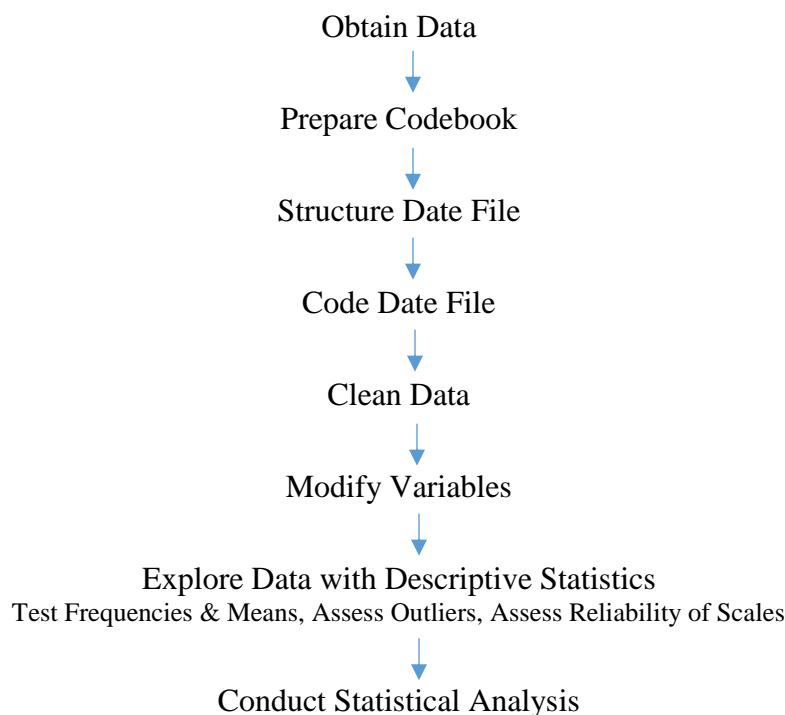 Obtain Data
Prepare Codebook
Structure Date File
Code Date File
Clean Data
Modify Variables
Explore Data with Descriptive Statistics
Test Frequencies & Means, Assess Outliers, Assess Reliability of Scales
Conduct Statistical Analysis